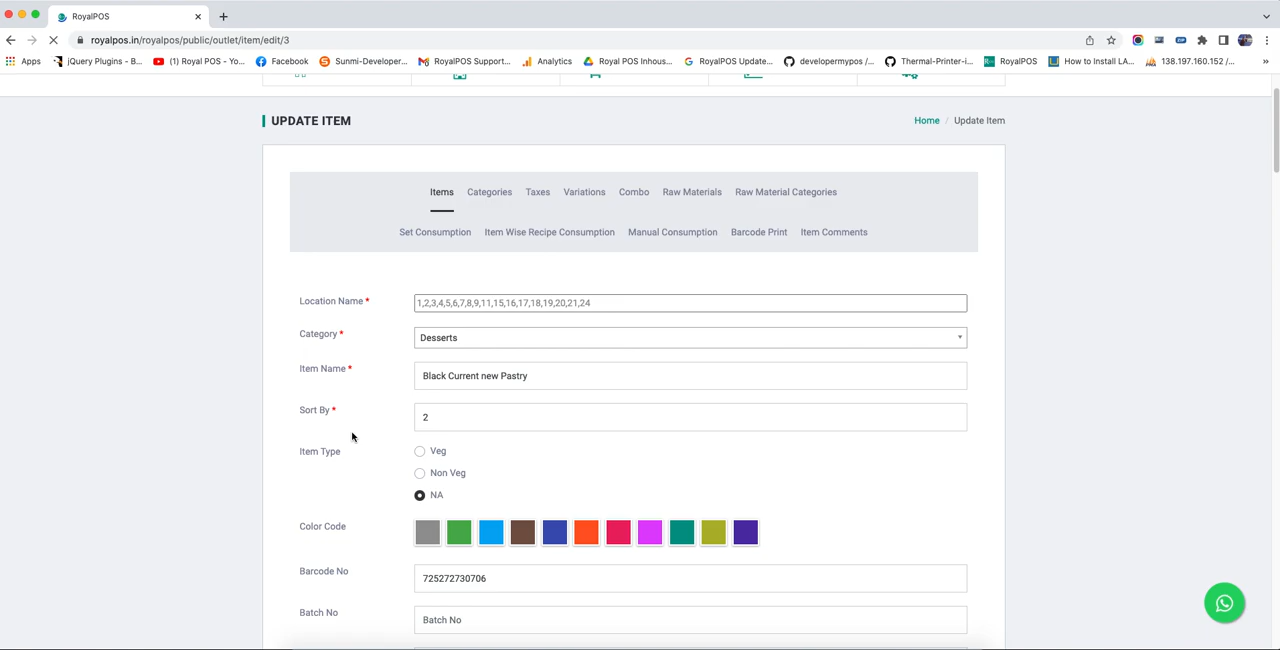 RoyalPOS
royalpos.in/royalpos/public/outlet/item/edit/3
Apps jQuery Plugins - B... (1) Royal POS - Yo... Facebook Sunmi-Developer... RoyalPOS Support... Analytics Royal POS Inhous... RoyalPOS Update... developermypos /... Thermal-Printer-i... RoyalPOS How to Install LA... 138.197.160.152 /... »
UPDATE ITEM
Home / Update Item
Items Categories Taxes Variations Combo Raw Materials Raw Material Categories
Set Consumption Item Wise Recipe Consumption Manual Consumption Barcode Print Item Comments
Location Name * 1,2,3,4,5,6,7,8,9,11,15,16,17,18,19,20,21,24
Category * Desserts
Item Name * Black Current new Pastry
Sort By * 2
Item Type Veg
Non Veg
NA
Color Code
Barcode No 725272730706
Batch No Batch No